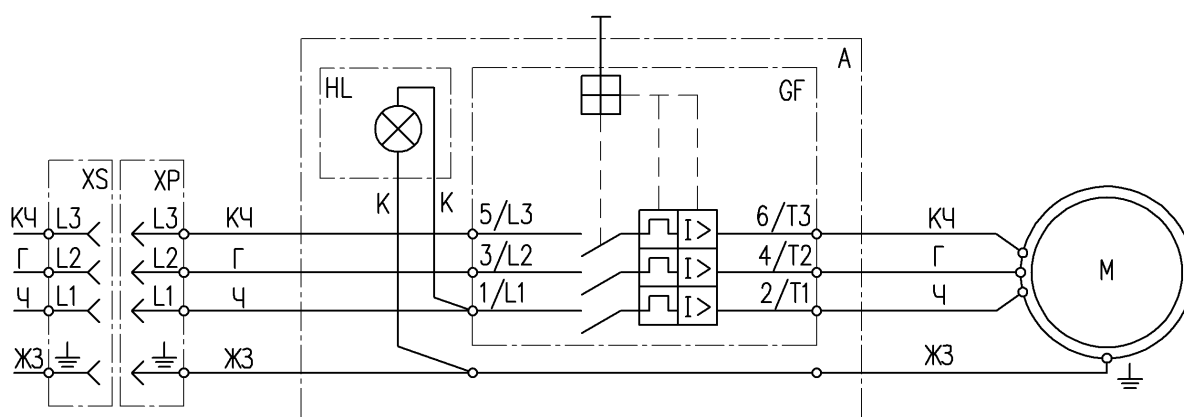 A
HL
GF
XS
XP
К
К
КЧ
L3
L3
КЧ
5/L3
6/T3
КЧ
Г
L2
L2
Г
3/L2
4/T2
Г
Ч
L1
L1
Ч
1/L1
2/T1
Ч
I>
I>
I>
М
ЖЗ
ЖЗ
ЖЗ